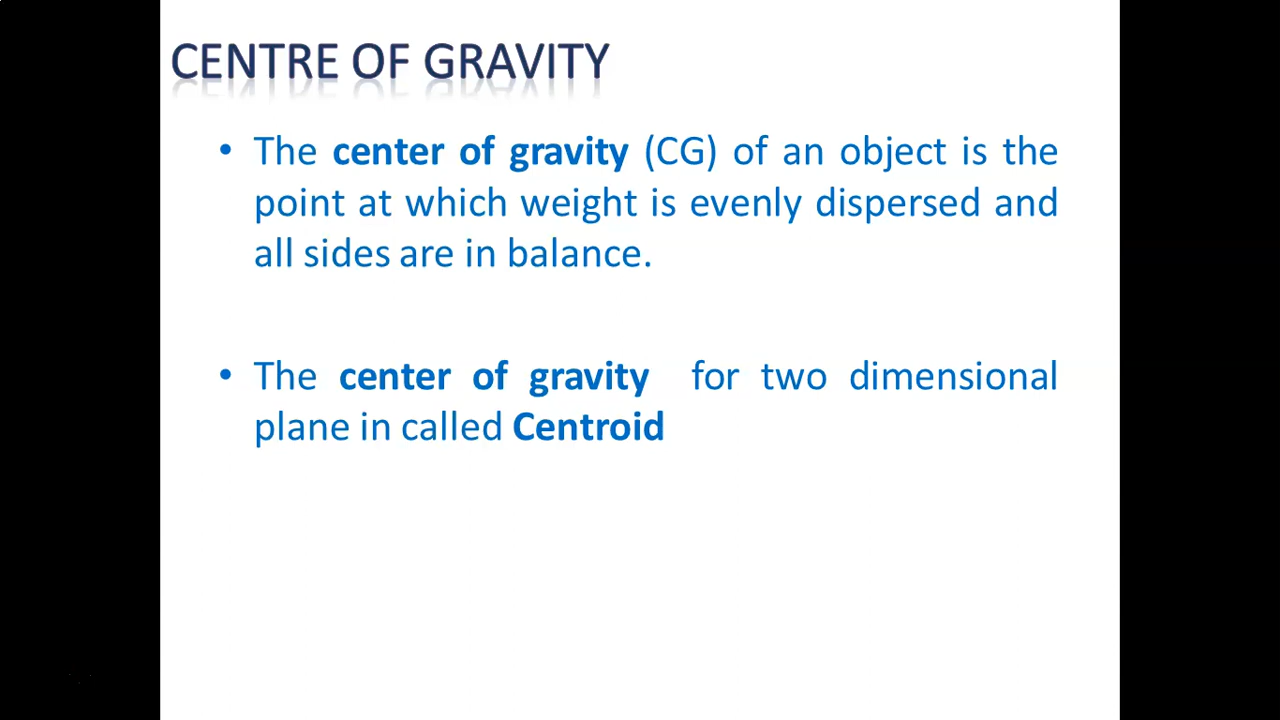 CENTRE OF GRAVITY
• The center of gravity (CG) of an object is the
point at which weight is evenly dispersed and
all sides are in balance.
• The center of gravity for two dimensional
plane in called Centroid